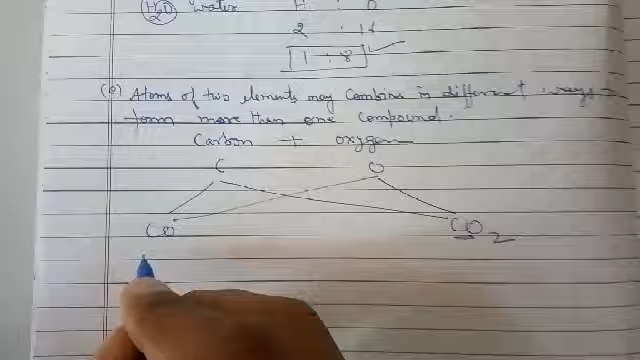 H2O water H : O
2 : 16
1 : 8
(e) Atoms of two elements may combine in different ways
form more than one compound.
Carbon + oxygen
C O
CO CO2